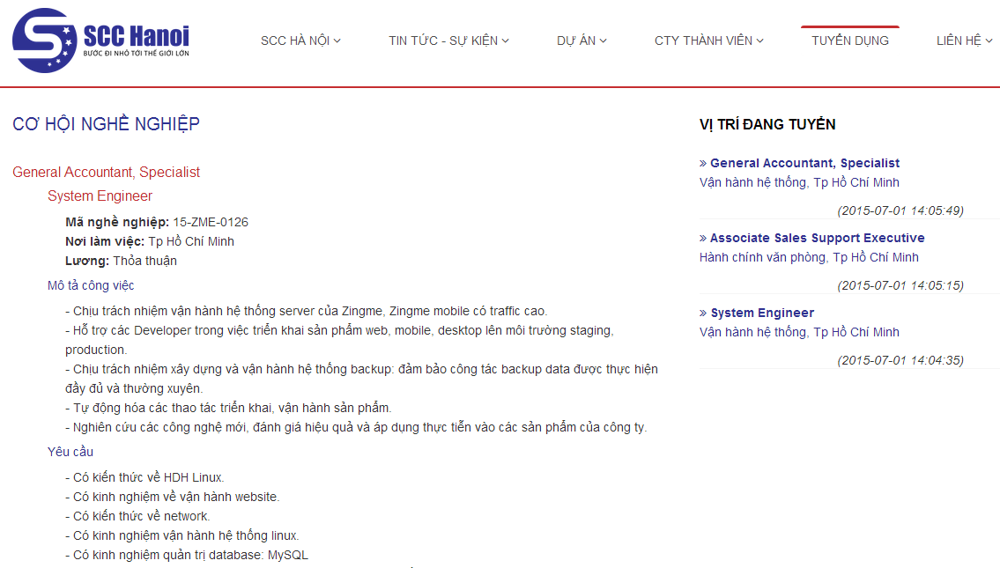 SCC Hanoi
BƯỚC ĐI NHỎ TỚI THẾ GIỚI LỚN
SCC HÀ NỘI
TIN TỨC - SỰ KIỆN
DỰ ÁN
CTY THÀNH VIÊN
TUYỂN DỤNG
LIÊN HỆ
CƠ HỘI NGHỀ NGHIỆP
General Accountant, Specialist
System Engineer
Mã nghề nghiệp: 15-ZME-0126
Nơi làm việc: Tp Hồ Chí Minh
Lương: Thỏa thuận
Mô tả công việc
- Chịu trách nhiệm vận hành hệ thống server của Zingme, Zingme mobile có traffic cao.
- Hỗ trợ các Developer trong việc triển khai sản phẩm web, mobile, desktop lên môi trường staging,
production.
- Chịu trách nhiệm xây dựng và vận hành hệ thống backup: đảm bảo công tác backup data được thực hiện
đầy đủ và thường xuyên.
- Tự động hóa các thao tác triển khai, vận hành sản phẩm.
- Nghiên cứu các công nghệ mới, đánh giá hiệu quả và áp dụng thực tiễn vào các sản phẩm của công ty.
Yêu cầu
- Có kiến thức về HDH Linux.
- Có kinh nghiệm về vận hành website.
- Có kiến thức về network.
- Có kinh nghiệm vận hành hệ thống linux.
- Có kinh nghiệm quản trị database: MySQL
VỊ TRÍ ĐANG TUYỂN
» General Accountant, Specialist
Vận hành hệ thống, Tp Hồ Chí Minh
(2015-07-01 14:05:49)
» Associate Sales Support Executive
Hành chính văn phòng, Tp Hồ Chí Minh
(2015-07-01 14:05:15)
» System Engineer
Vận hành hệ thống, Tp Hồ Chí Minh
(2015-07-01 14:04:35)